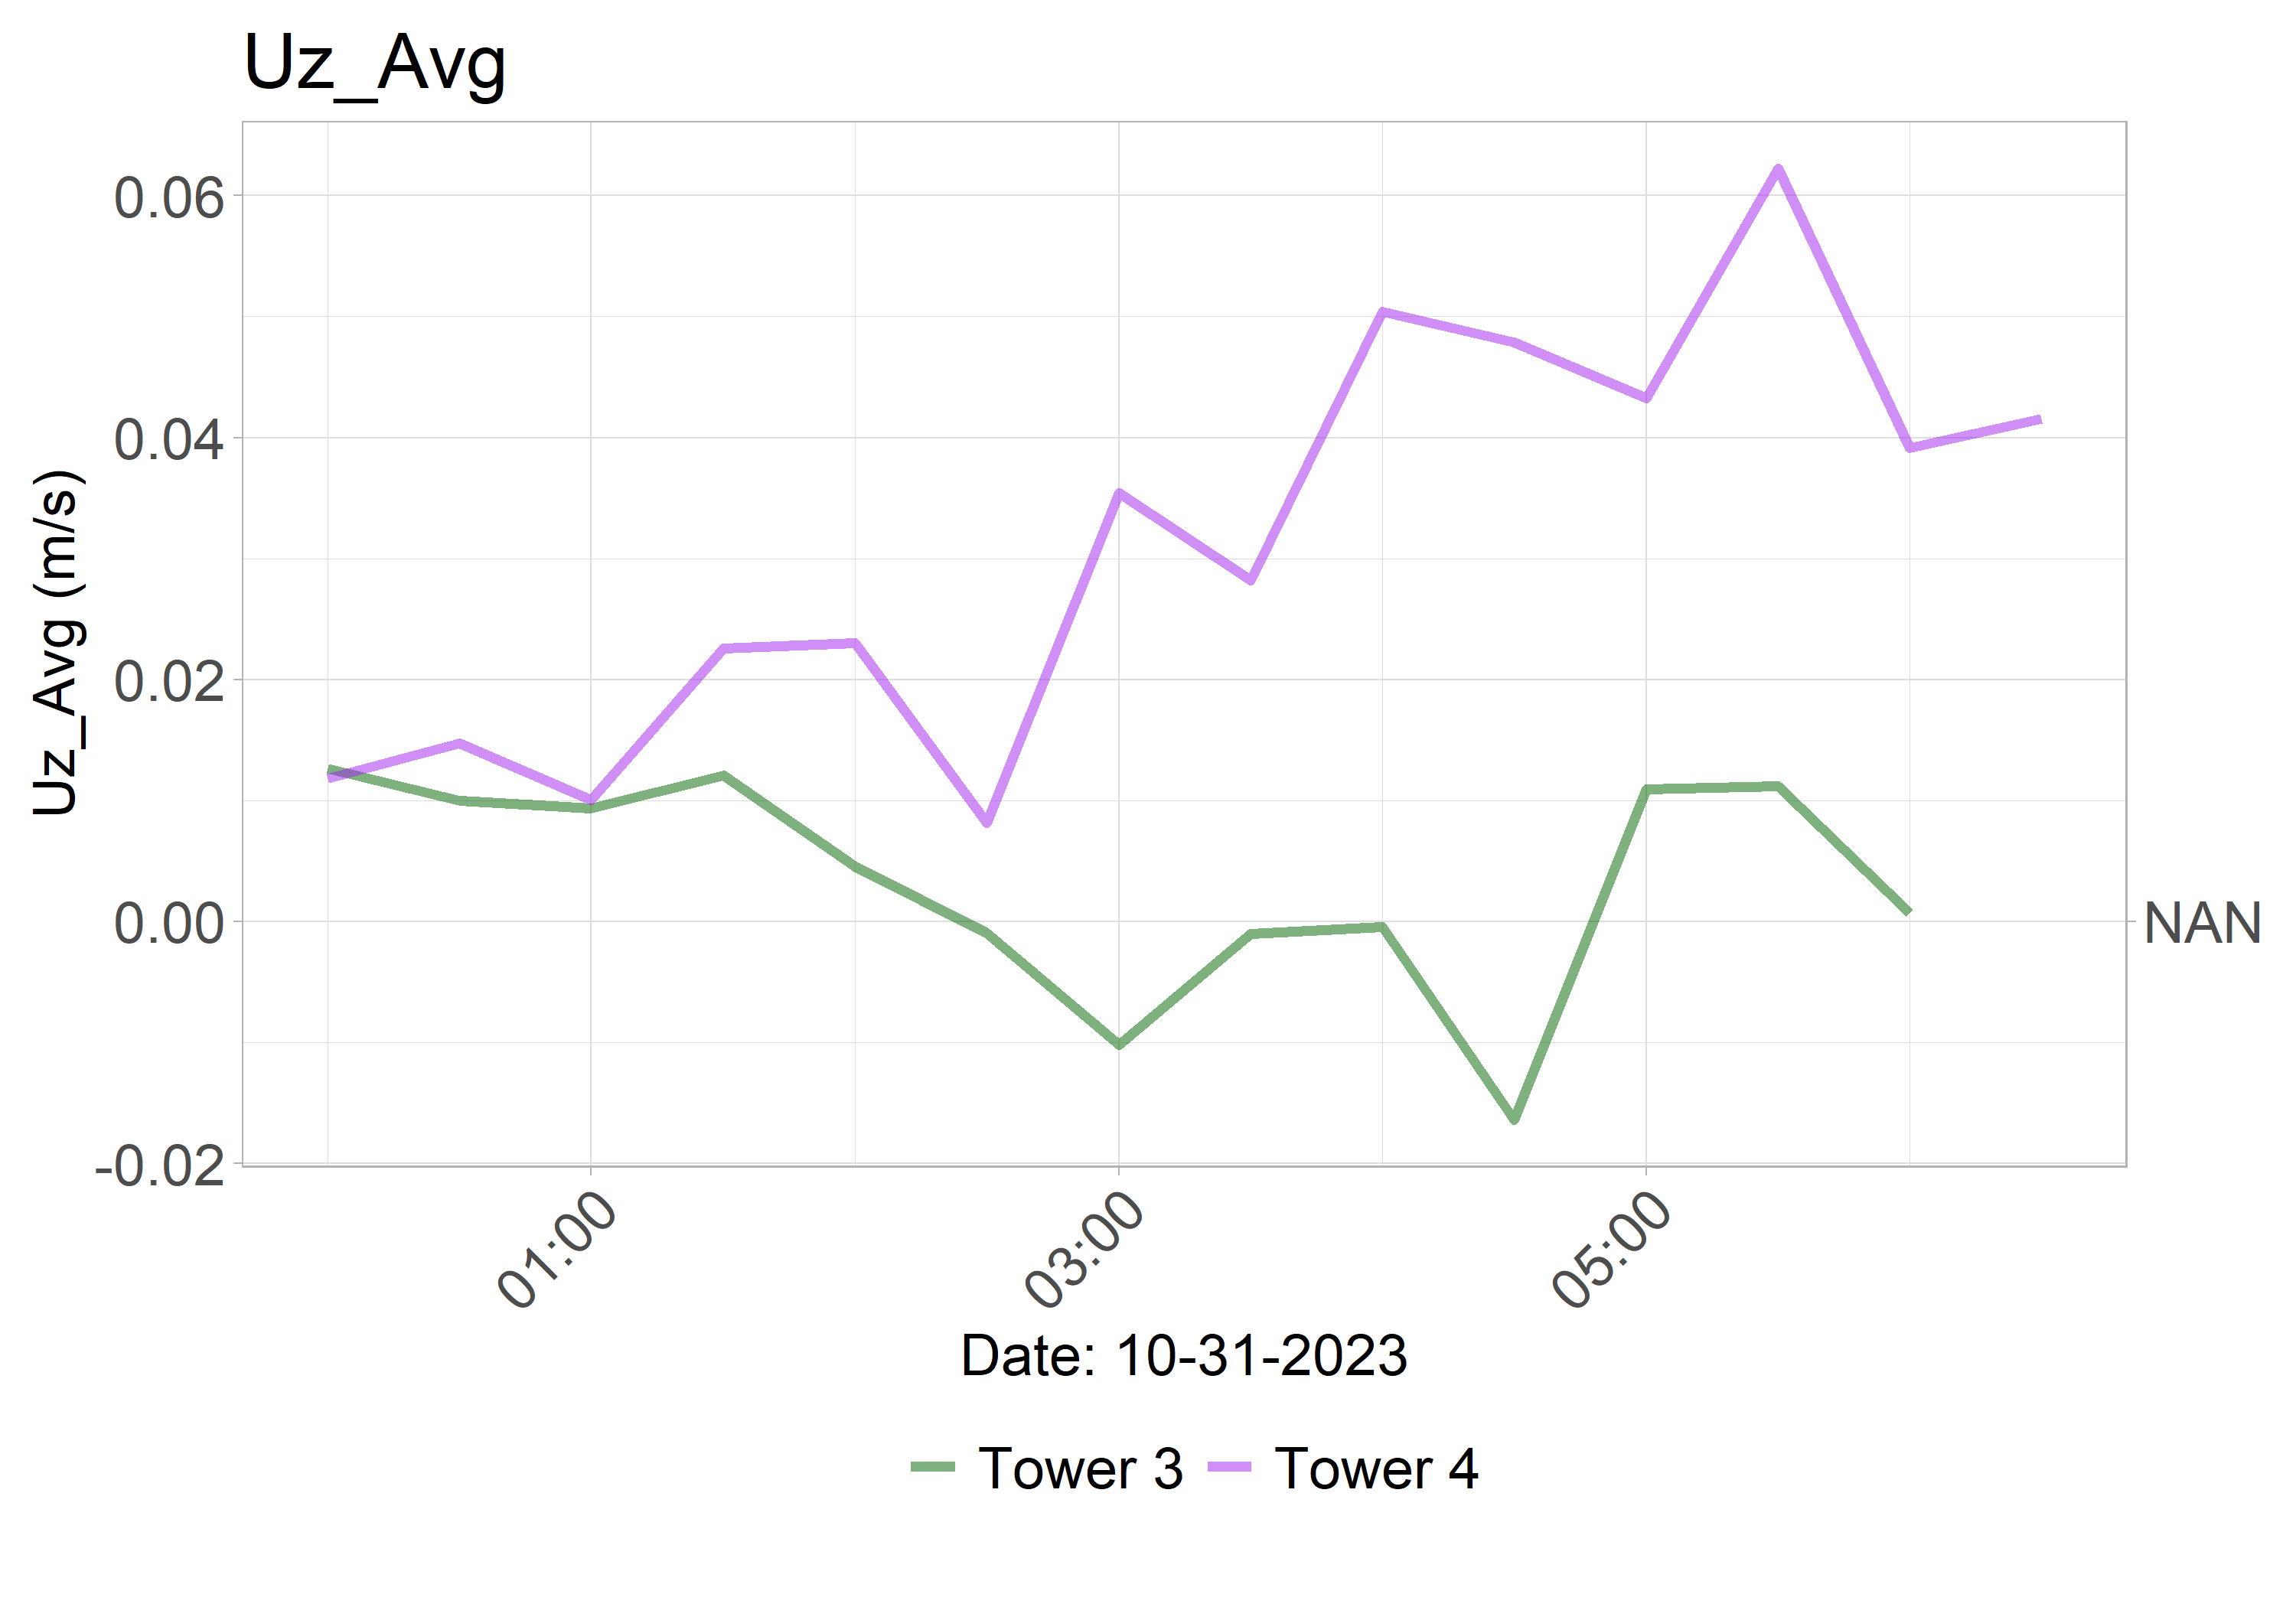 Uz_Avg
Uz_Avg (m/s)
0.06
0.04
0.02
0.00
-0.02
NAN
01:00
03:00
05:00
Date: 10-31-2023
Tower 3
Tower 4